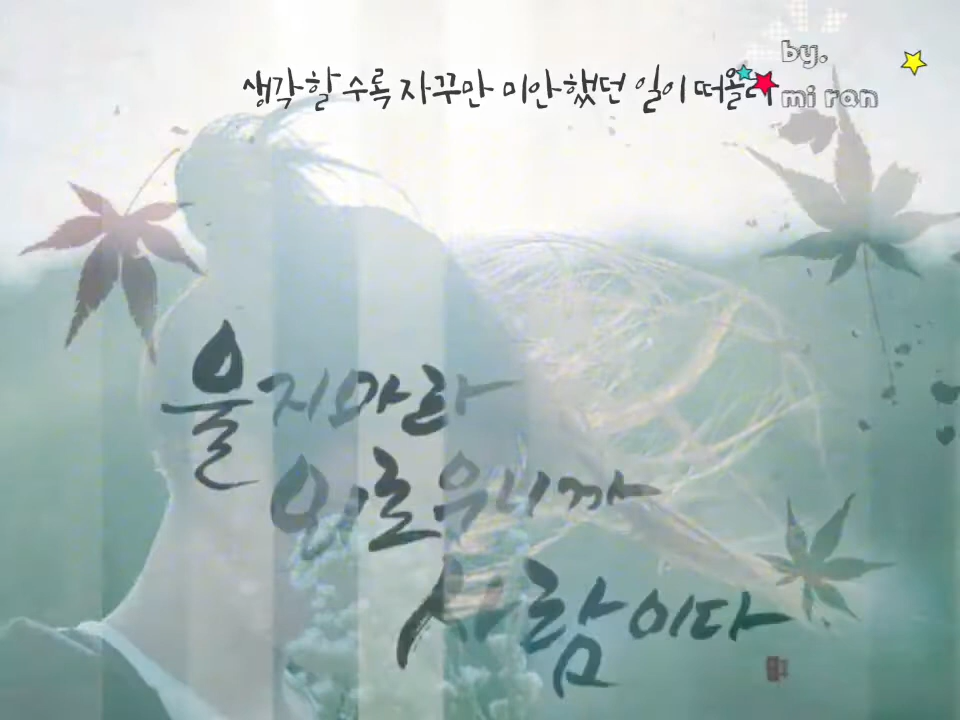 by.
생각할수록 자꾸만 미안했던 일이 떠올라
mi ran
울지마라
외로우니까
사람이다